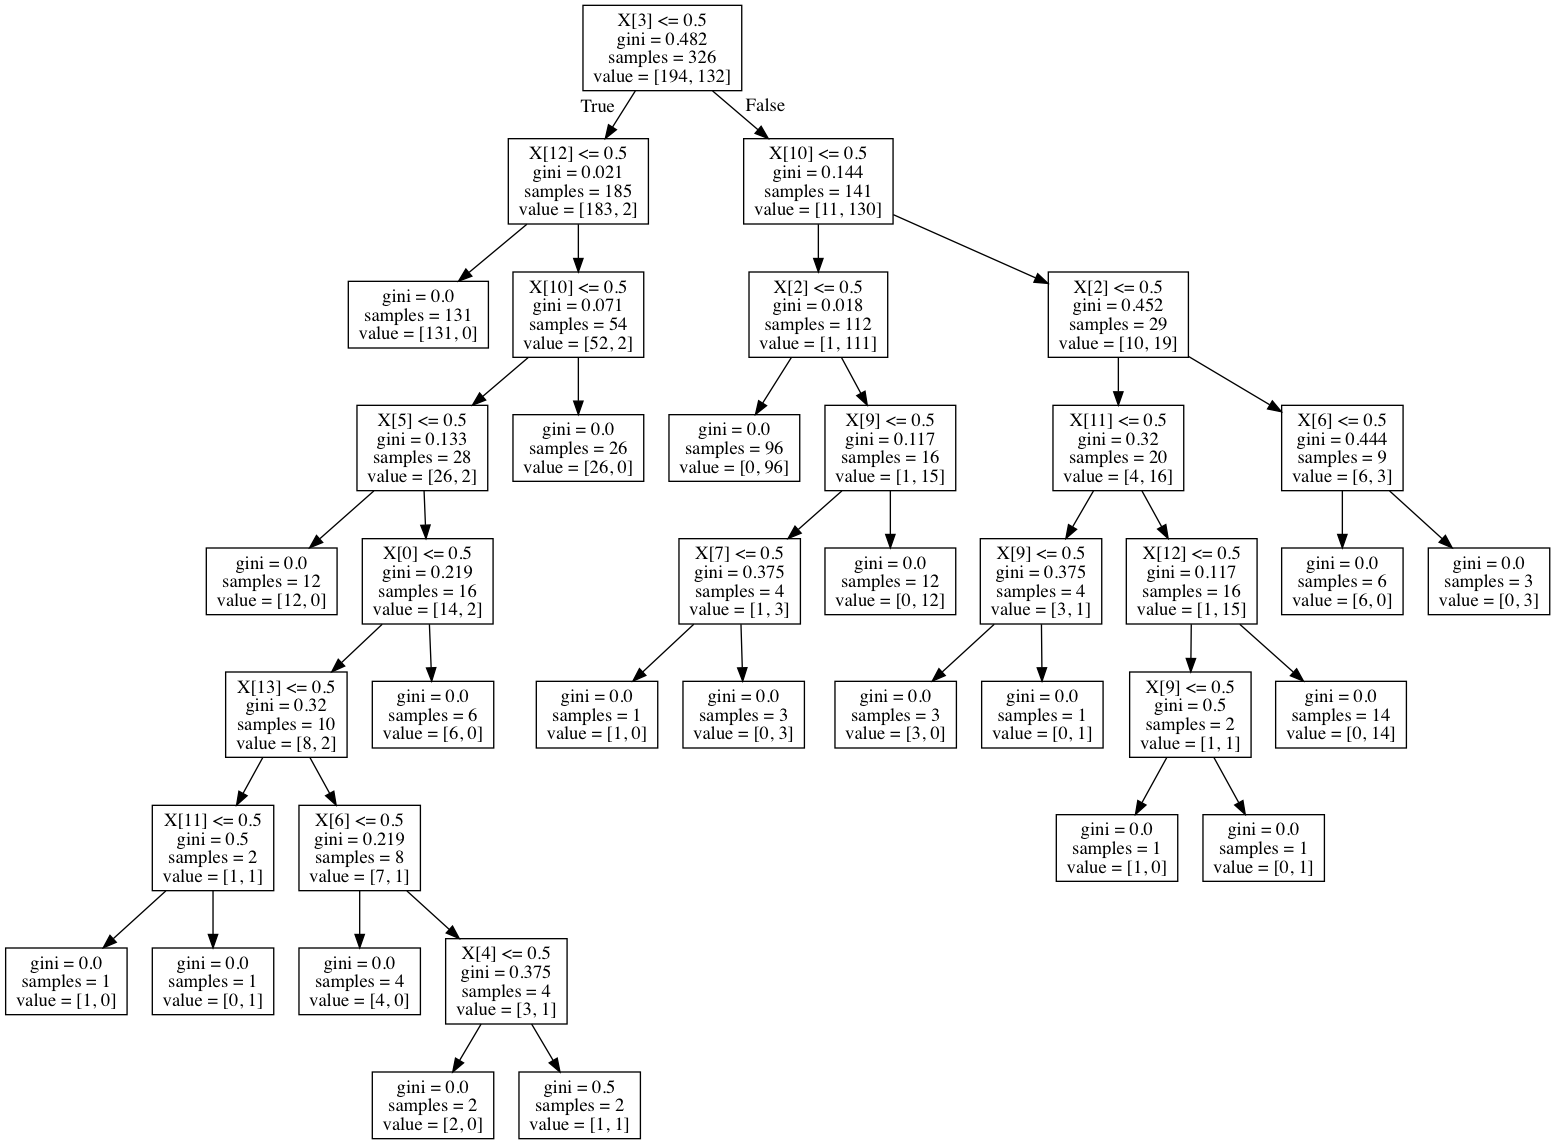 X[3] <= 0.5
gini = 0.482
samples = 326
value = [194, 132]
True
False
X[12] <= 0.5
gini = 0.021
samples = 185
value = [183, 2]
X[10] <= 0.5
gini = 0.144
samples = 141
value = [11, 130]
gini = 0.0
samples = 131
value = [131, 0]
X[10] <= 0.5
gini = 0.071
samples = 54
value = [52, 2]
X[2] <= 0.5
gini = 0.018
samples = 112
value = [1, 111]
X[2] <= 0.5
gini = 0.452
samples = 29
value = [10, 19]
X[5] <= 0.5
gini = 0.133
samples = 28
value = [26, 2]
gini = 0.0
samples = 26
value = [26, 0]
gini = 0.0
samples = 96
value = [0, 96]
X[9] <= 0.5
gini = 0.117
samples = 16
value = [1, 15]
X[11] <= 0.5
gini = 0.32
samples = 20
value = [4, 16]
X[6] <= 0.5
gini = 0.444
samples = 9
value = [6, 3]
gini = 0.0
samples = 12
value = [12, 0]
X[0] <= 0.5
gini = 0.219
samples = 16
value = [14, 2]
X[7] <= 0.5
gini = 0.375
samples = 4
value = [1, 3]
gini = 0.0
samples = 12
value = [0, 12]
X[9] <= 0.5
gini = 0.375
samples = 4
value = [3, 1]
X[12] <= 0.5
gini = 0.117
samples = 16
value = [1, 15]
gini = 0.0
samples = 6
value = [6, 0]
gini = 0.0
samples = 3
value = [0, 3]
X[13] <= 0.5
gini = 0.32
samples = 10
value = [8, 2]
gini = 0.0
samples = 6
value = [6, 0]
gini = 0.0
samples = 1
value = [1, 0]
gini = 0.0
samples = 3
value = [0, 3]
gini = 0.0
samples = 3
value = [3, 0]
gini = 0.0
samples = 1
value = [0, 1]
X[9] <= 0.5
gini = 0.5
samples = 2
value = [1, 1]
gini = 0.0
samples = 14
value = [0, 14]
X[11] <= 0.5
gini = 0.5
samples = 2
value = [1, 1]
X[6] <= 0.5
gini = 0.219
samples = 8
value = [7, 1]
gini = 0.0
samples = 1
value = [1, 0]
gini = 0.0
samples = 1
value = [0, 1]
gini = 0.0
samples = 1
value = [1, 0]
gini = 0.0
samples = 1
value = [0, 1]
gini = 0.0
samples = 4
value = [4, 0]
X[4] <= 0.5
gini = 0.375
samples = 4
value = [3, 1]
gini = 0.0
samples = 2
value = [2, 0]
gini = 0.5
samples = 2
value = [1, 1]